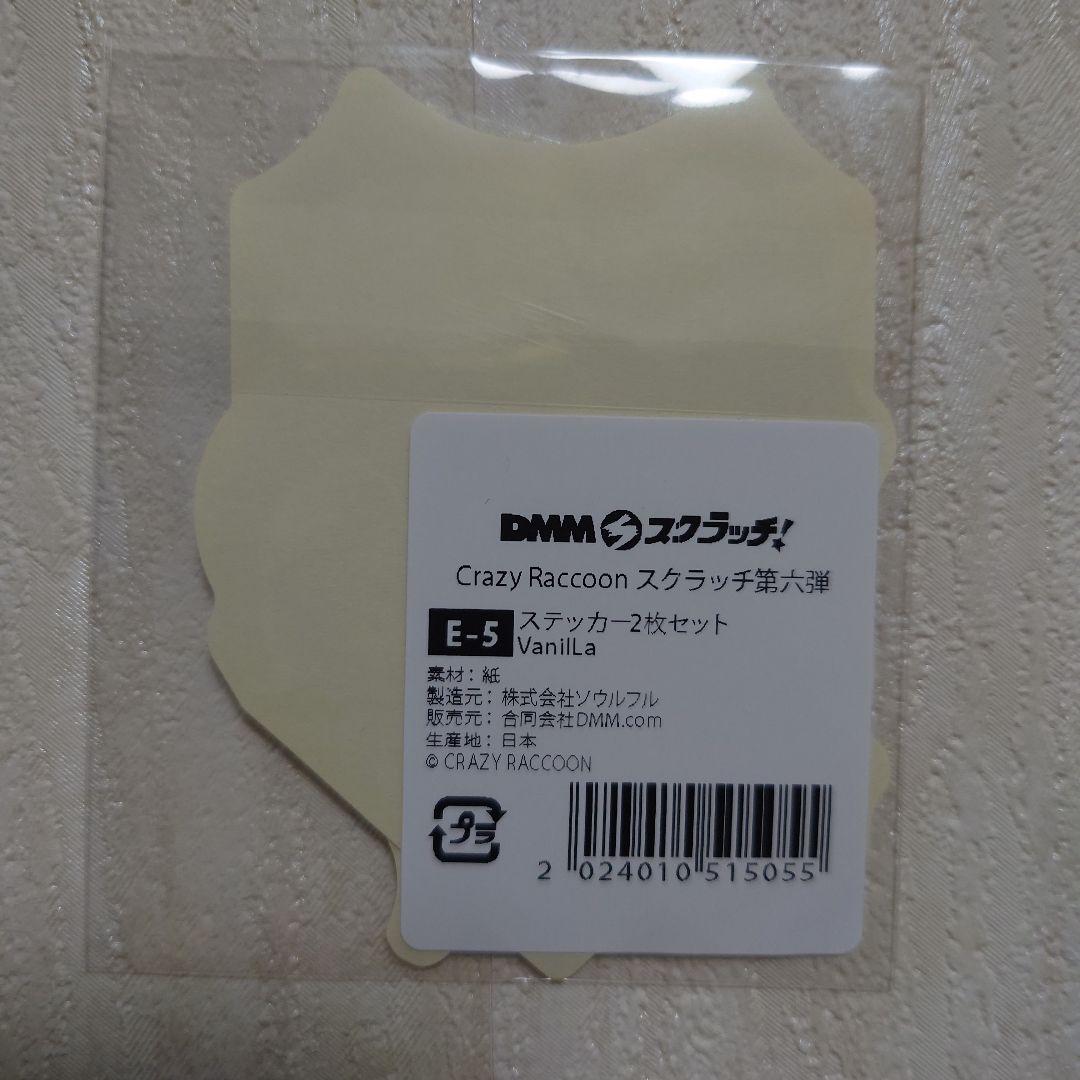 DMM スクラッチ!
Crazy Raccoon スクラッチ第六弾
E-5 ステッカー2枚セット
VanilLa
素材：紙
製造元：株式会社ソウルフル
販売元：合同会社DMM.com
生産地：日本
© CRAZY RACCOON
プラ
2 024010 515055